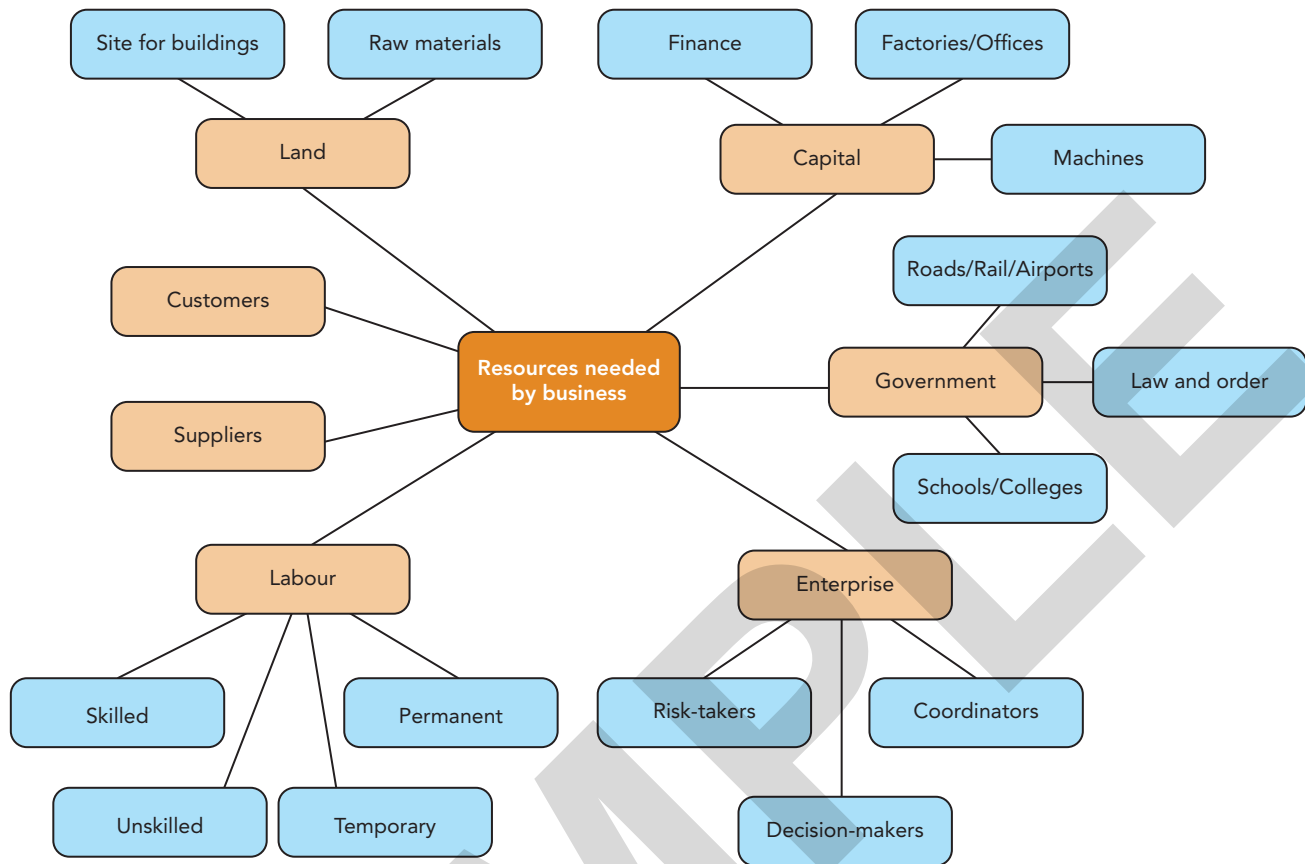 Site for buildings
Raw materials
Finance
Factories/Offices
Land
Capital
Machines
Customers
Roads/Rail/Airports
Resources needed
by business
Government
Law and order
Suppliers
Schools/Colleges
Labour
Enterprise
Skilled
Permanent
Risk-takers
Coordinators
Unskilled
Temporary
Decision-makers
MPLE